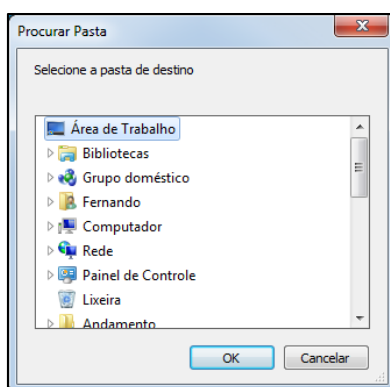 Procurar Pasta
Selecione a pasta de destino
Área de Trabalho
Bibliotecas
Grupo doméstico
Fernando
Computador
Rede
Painel de Controle
Lixeira
Andamento
OK
Cancelar